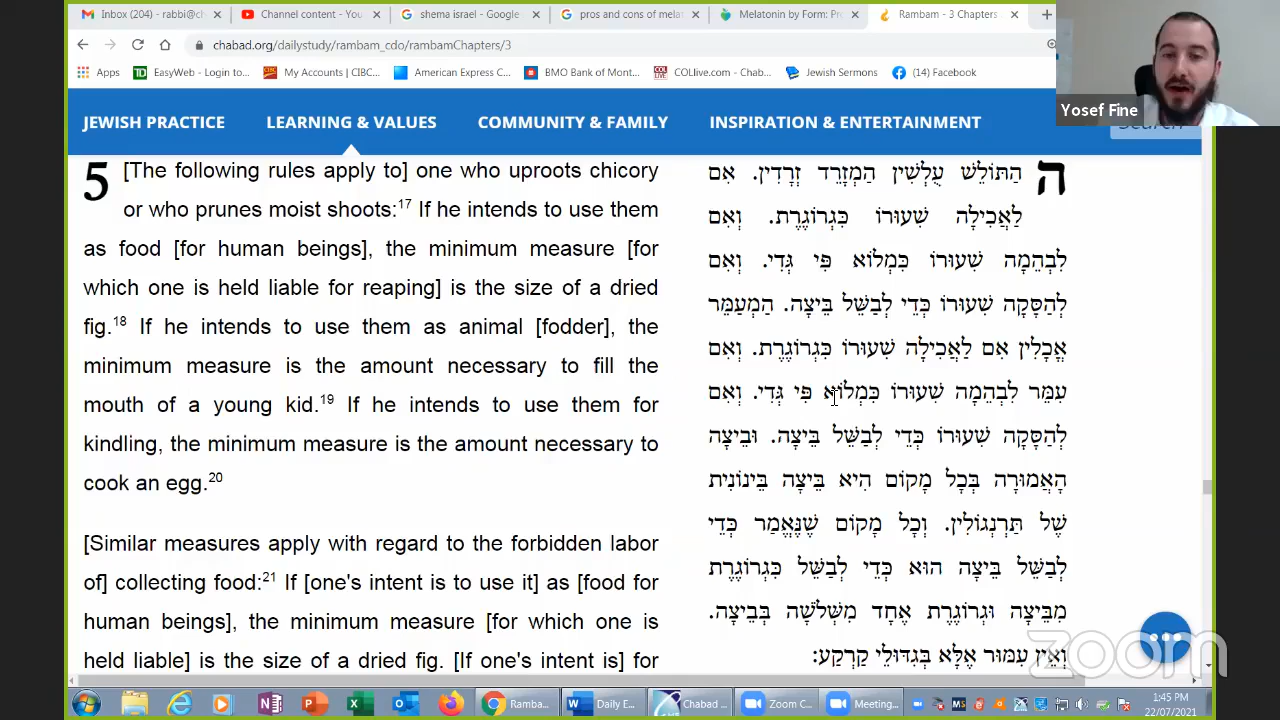 Inbox (204) - rabbi@ch
Channel content - You
shema israel - Google
pros and cons of melat
Melatonin by Form: Pr
Rambam - 3 Chapters
chabad.org/dailystudy/rambam_cdo/rambamChapters/3
Apps
EasyWeb - Login to...
My Accounts | CIBC...
American Express C...
BMO Bank of Mont...
COLlive.com - Chab...
Jewish Sermons
(14) Facebook
Yosef Fine
JEWISH PRACTICE
LEARNING & VALUES
COMMUNITY & FAMILY
INSPIRATION & ENTERTAINMENT
5
[The following rules apply to] one who uproots chicory
or who prunes moist shoots:17 If he intends to use them
as food [for human beings], the minimum measure [for
which one is held liable for reaping] is the size of a dried
fig.18 If he intends to use them as animal [fodder], the
minimum measure is the amount necessary to fill the
mouth of a young kid.19 If he intends to use them for
kindling, the minimum measure is the amount necessary to
cook an egg.20
[Similar measures apply with regard to the forbidden labor
of] collecting food:21 If [one's intent is to use it] as [food for
human beings], the minimum measure [for which one is
held liable] is the size of a dried fig. [If one's intent is] for
ה
הַתּוֹלֵשׁ עֻלְשִׁין הַמְזָרֵד זְרָדִין. אִם
לַאֲכִילָה שִׁעוּרוֹ כִּגְרוֹגֶרֶת. וְאִם
לִבְהֵמָה שִׁעוּרוֹ כִּמְלוֹא פִּי גְּדִי. וְאִם
לְהַסָּקָה שִׁעוּרוֹ כְּדֵי לְבַשֵּׁל בֵּיצָה. הַמְעַמֵּר
אֳכָלִין אִם לַאֲכִילָה שִׁעוּרוֹ כִּגְרוֹגֶרֶת. וְאִם
עִמֵּר לִבְהֵמָה שִׁעוּרוֹ כִּמְלוֹא פִּי גְּדִי. וְאִם
לְהַסָּקָה שִׁעוּרוֹ כְּדֵי לְבַשֵּׁל בֵּיצָה. וּבֵיצָה
הָאֲמוּרָה בְּכָל מָקוֹם הִיא בֵּיצָה בֵּינוֹנִית
שֶׁל תַּרְנְגוֹלִין. וְכָל מָקוֹם שֶׁנֶּאֱמַר כְּדֵי
לְבַשֵּׁל בֵּיצָה הוּא כְּדֵי לְבַשֵּׁל כִּגְרוֹגֶרֶת
מִבֵּיצָה וּגְרוֹגֶרֶת אֶחָד מִשְּׁלֹשָׁה בְּבֵיצָה.
וְאֵין עִמּוּר אֶלָּא בְּגִדּוּלֵי קַרְקַע:
zoom
Ramba...
Daily E...
Chabad ...
Zoom C...
Meeting...
1:45 PM
22/07/2021